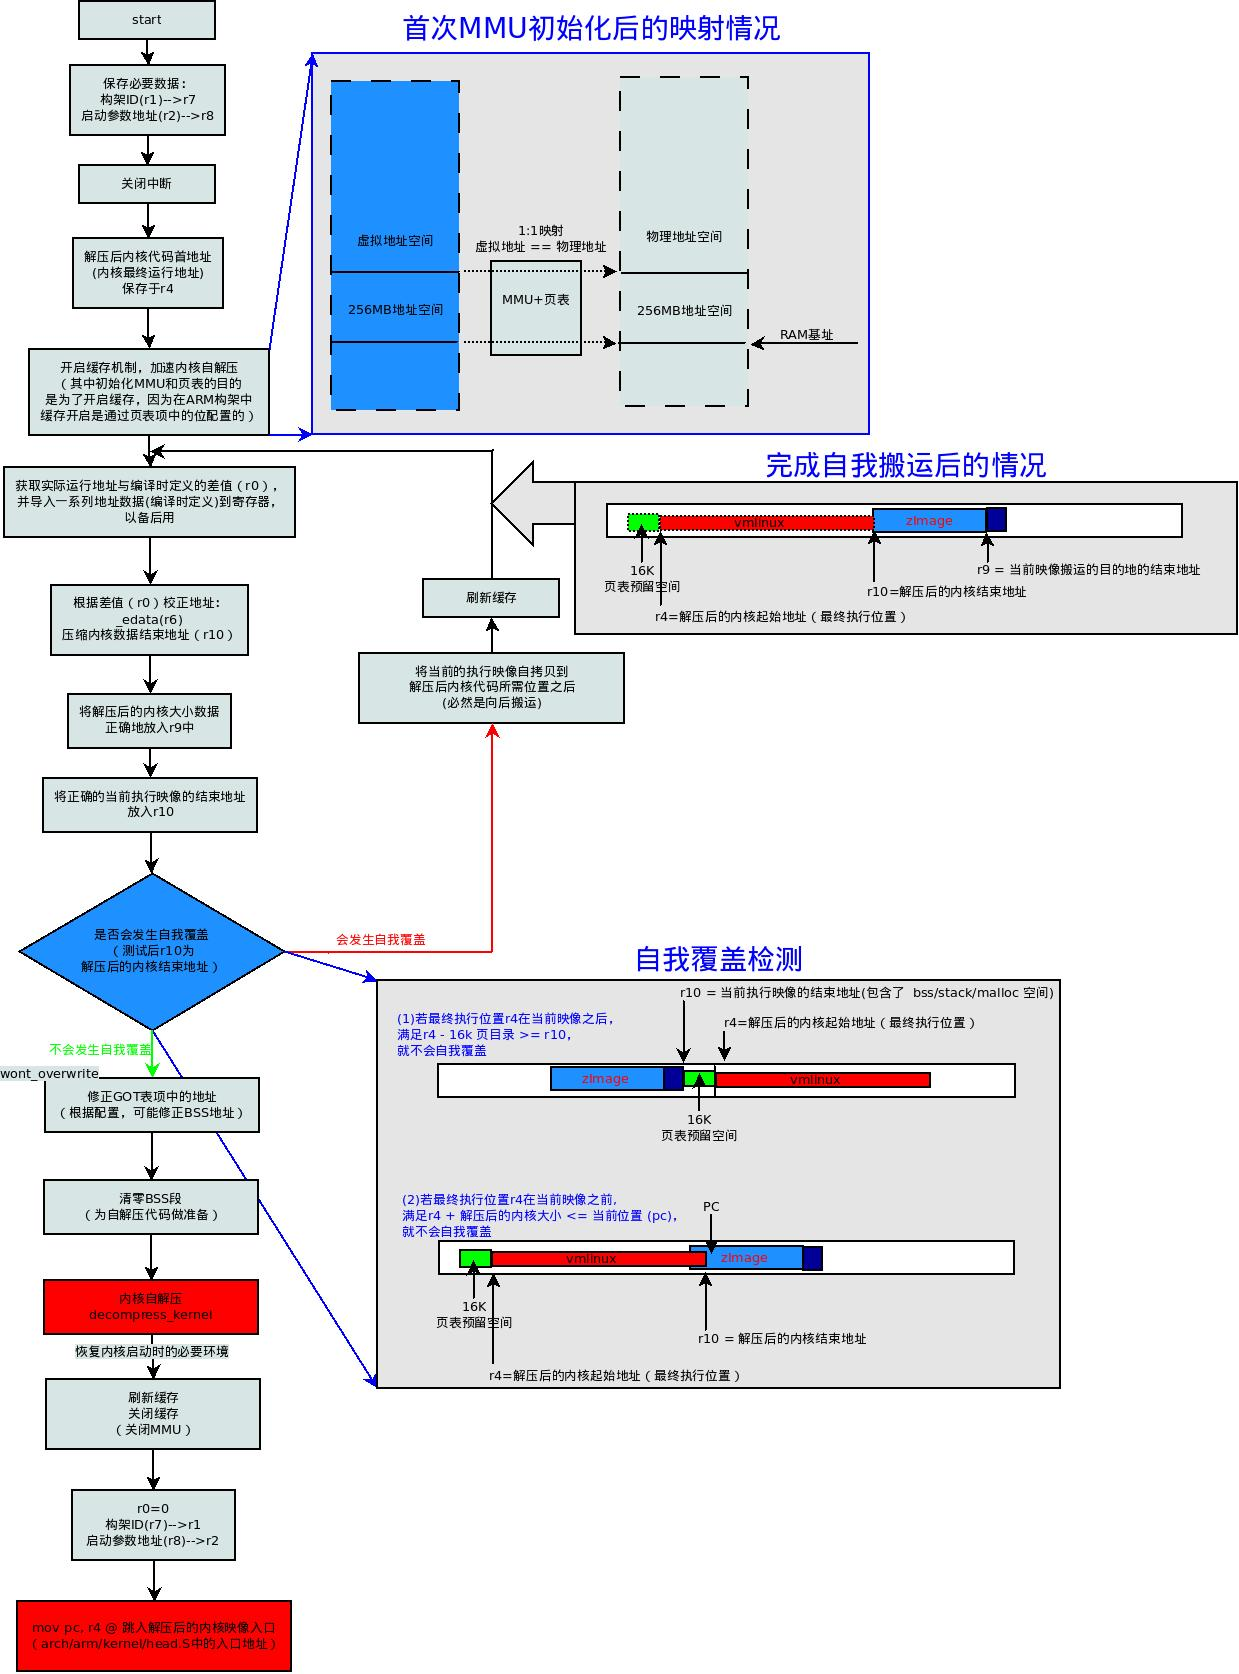 start
保存必要数据：
构架ID(r1)-->r7
启动参数地址(r2)-->r8
关闭中断
解压后内核代码首地址
(内核最终运行地址)
保存于r4
开启缓存机制，加速内核自解压
（其中初始化MMU和页表的目的
是为了开启缓存，因为在ARM构架中
缓存开启是通过页表项中的位配置的）
首次MMU初始化后的映射情况
虚拟地址空间
256MB地址空间
1:1映射
虚拟地址 == 物理地址
MMU+页表
物理地址空间
256MB地址空间
RAM基址
获取实际运行地址与编译时定义的差值（r0），
并导入一系列地址数据(编译时定义)到寄存器，
以备后用
根据差值（r0）校正地址：
_edata(r6)
压缩内核数据结束地址（r10）
将解压后的内核大小数据
正确地放入r9中
将正确的当前执行映像的结束地址
放入r10
完成自我搬运后的情况
vmlinux
zImage
16K
页表预留空间
r9 = 当前映像搬运的目的地的结束地址
r10=解压后的内核结束地址
r4=解压后的内核起始地址（最终执行位置）
刷新缓存
将当前的执行映像自拷贝到
解压后内核代码所需位置之后
(必然是向后搬运)
是否会发生自我覆盖
（测试后r10为
解压后的内核结束地址）
会发生自我覆盖
不会发生自我覆盖
wont_overwrite
自我覆盖检测
r10 = 当前执行映像的结束地址(包含了 bss/stack/malloc 空间)
(1)若最终执行位置r4在当前映像之后，
满足r4 - 16k 页目录 >= r10，
就不会自我覆盖
r4=解压后的内核起始地址（最终执行位置）
zImage
vmlinux
16K
页表预留空间
(2)若最终执行位置r4在当前映像之前，
满足r4 + 解压后的内核大小 <= 当前位置 (pc)，
就不会自我覆盖
PC
vmlinux
zImage
16K
页表预留空间
r10 = 解压后的内核结束地址
r4=解压后的内核起始地址（最终执行位置）
修正GOT表项中的地址
（根据配置，可能修正BSS地址）
清零BSS段
（为自解压代码做准备）
内核自解压
decompress_kernel
恢复内核启动时的必要环境
刷新缓存
关闭缓存
（关闭MMU）
r0=0
构架ID(r7)-->r1
启动参数地址(r8)-->r2
mov pc, r4 @ 跳入解压后的内核映像入口
（arch/arm/kernel/head.S中的入口地址）